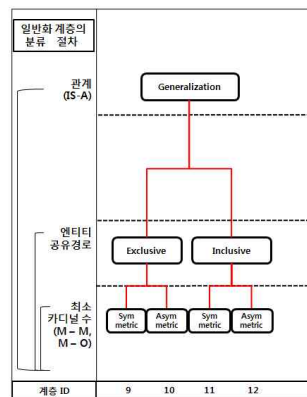 일반화 계층의
분류 절차
관계
(IS-A)
Generalization
엔티티
공유경로
Exclusive
Inclusive
최소
카디널 수
(M – M,
M – O)
Sym
metric
Asym
metric
Sym
metric
Asym
metric
계층 ID 9 10 11 12